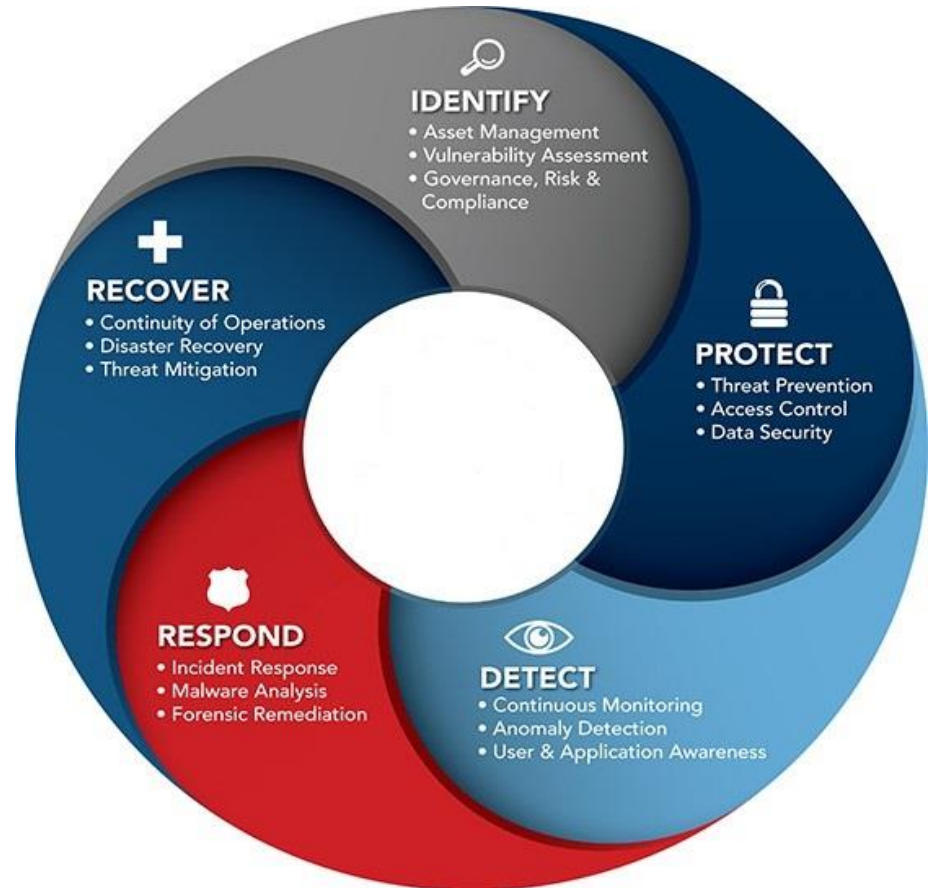 IDENTIFY
• Asset Management
• Vulnerability Assessment
• Governance, Risk &
Compliance
PROTECT
• Threat Prevention
• Access Control
• Data Security
DETECT
• Continuous Monitoring
• Anomaly Detection
• User & Application Awareness
RESPOND
• Incident Response
• Malware Analysis
• Forensic Remediation
RECOVER
• Continuity of Operations
• Disaster Recovery
• Threat Mitigation